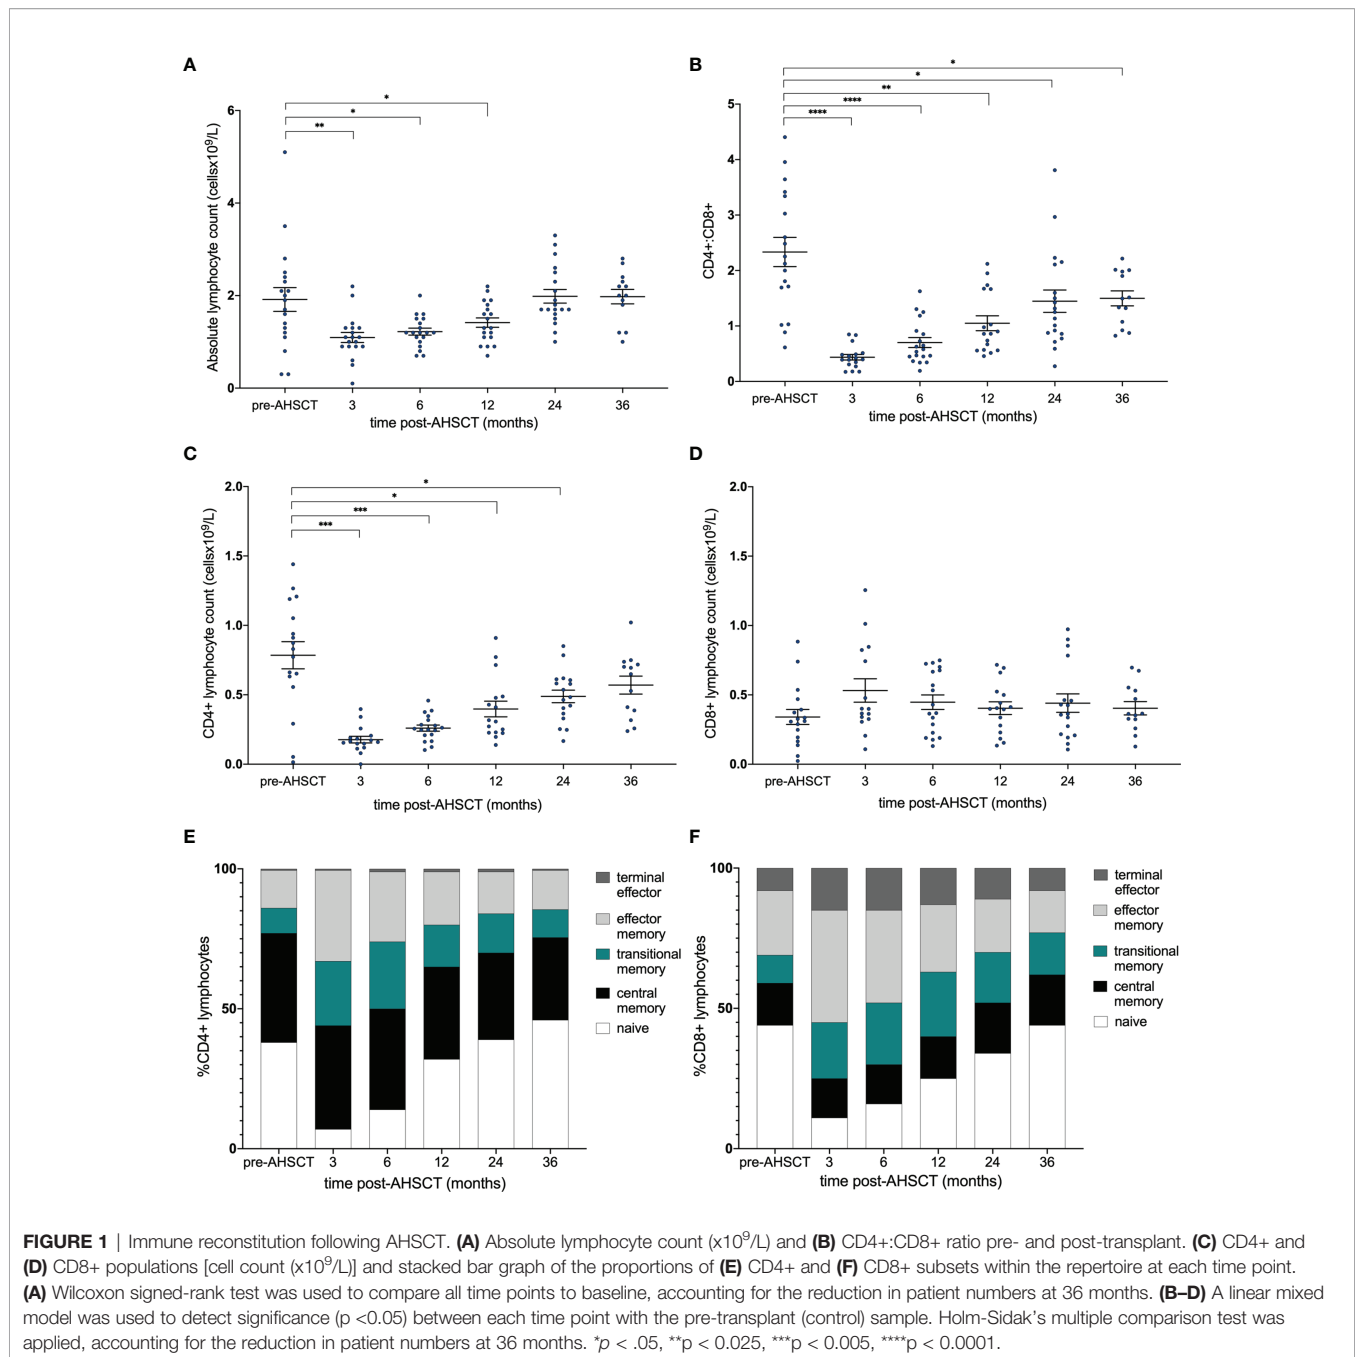 A
Absolute lymphocyte count (cellsx10⁹/L)
6
4
2
0
**
*
*
pre-AHSCT 3 6 12 24 36
time post-AHSCT (months)
B
CD4+:CD8+
5
4
3
2
1
0
****
****
**
*
*
pre-AHSCT 3 6 12 24 36
time post-AHSCT (months)
C
CD4+ lymphocyte count (cellsx10⁹/L)
2.0
1.5
1.0
0.5
0.0
***
***
*
*
pre-AHSCT 3 6 12 24 36
time post-AHSCT (months)
D
CD8+ lymphocyte count (cellsx10⁹/L)
2.0
1.5
1.0
0.5
0.0
pre-AHSCT 3 6 12 24 36
time post-AHSCT (months)
E
%CD4+ lymphocytes
100
50
0
pre-AHSCT 3 6 12 24 36
time post-AHSCT (months)
terminal
effector
effector
memory
transitional
memory
central
memory
naive
F
%CD8+ lymphocytes
100
50
0
pre-AHSCT 3 6 12 24 36
time post-AHSCT (months)
terminal
effector
effector
memory
transitional
memory
central
memory
naive
FIGURE 1 | Immune reconstitution following AHSCT. (A) Absolute lymphocyte count (x10⁹/L) and (B) CD4+:CD8+ ratio pre- and post-transplant. (C) CD4+ and
(D) CD8+ populations [cell count (x10⁹/L)] and stacked bar graph of the proportions of (E) CD4+ and (F) CD8+ subsets within the repertoire at each time point.
(A) Wilcoxon signed-rank test was used to compare all time points to baseline, accounting for the reduction in patient numbers at 36 months. (B–D) A linear mixed
model was used to detect significance (p <0.05) between each time point with the pre-transplant (control) sample. Holm-Sidak's multiple comparison test was
applied, accounting for the reduction in patient numbers at 36 months. *p < .05, **p < 0.025, ***p < 0.005, ****p < 0.0001.